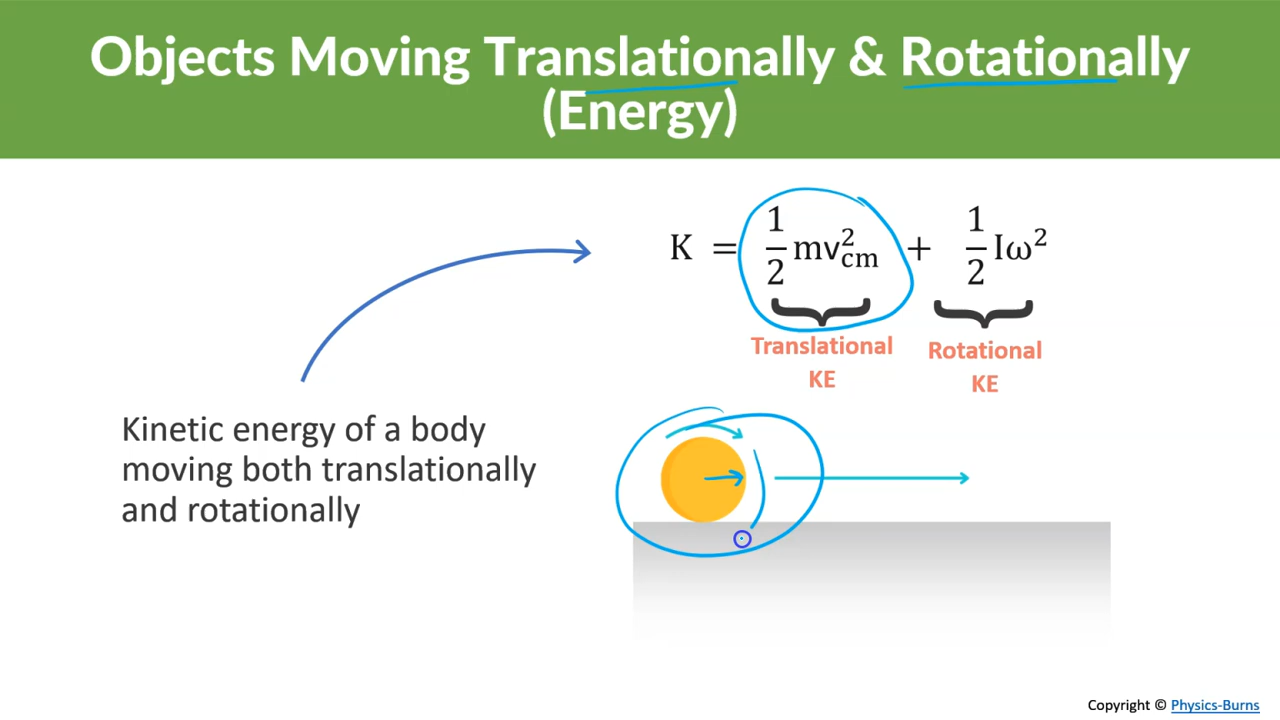 Objects Moving Translationally & Rotationally
(Energy)
K = 1/2 mv²cm + 1/2 Iω²
Translational
KE
Rotational
KE
Kinetic energy of a body
moving both translationally
and rotationally
Copyright © Physics-Burns